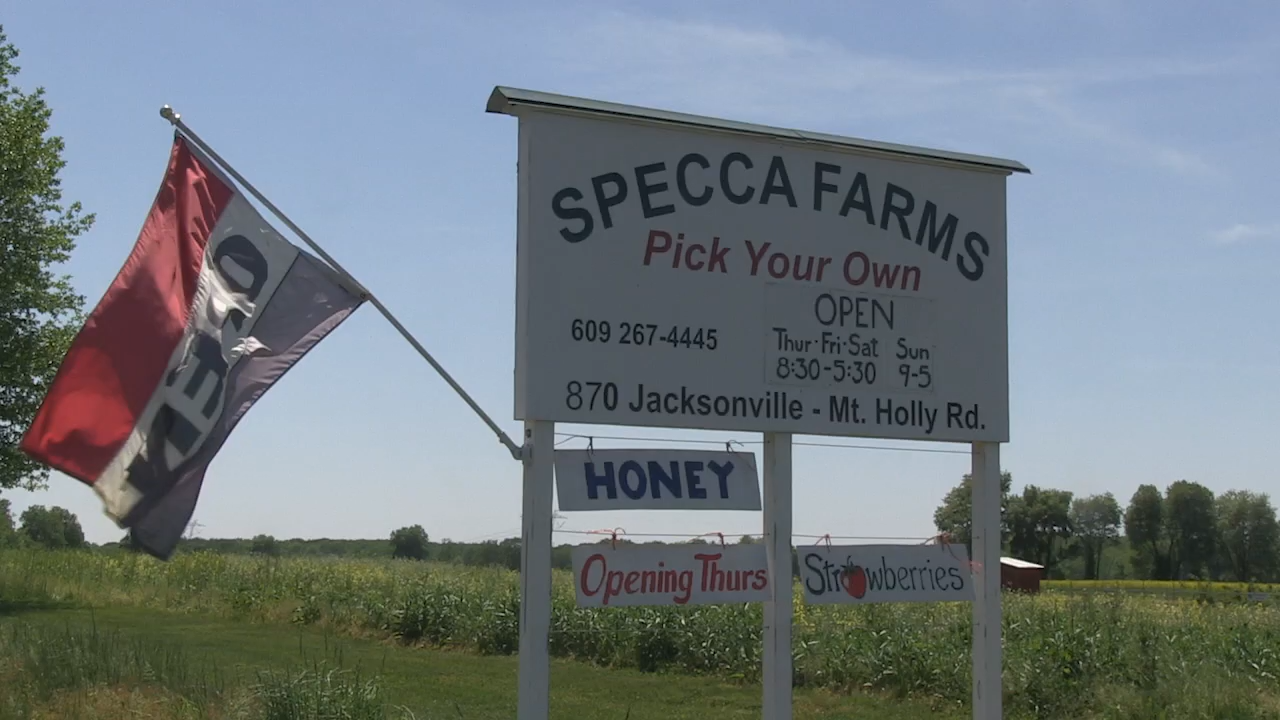 SPECCA FARMS
Pick Your Own
OPEN
Thur·Fri-Sat Sun
8:30-5:30 9-5
609 267-4445
870 Jacksonville - Mt. Holly Rd.
HONEY
Opening Thurs
Strawberries